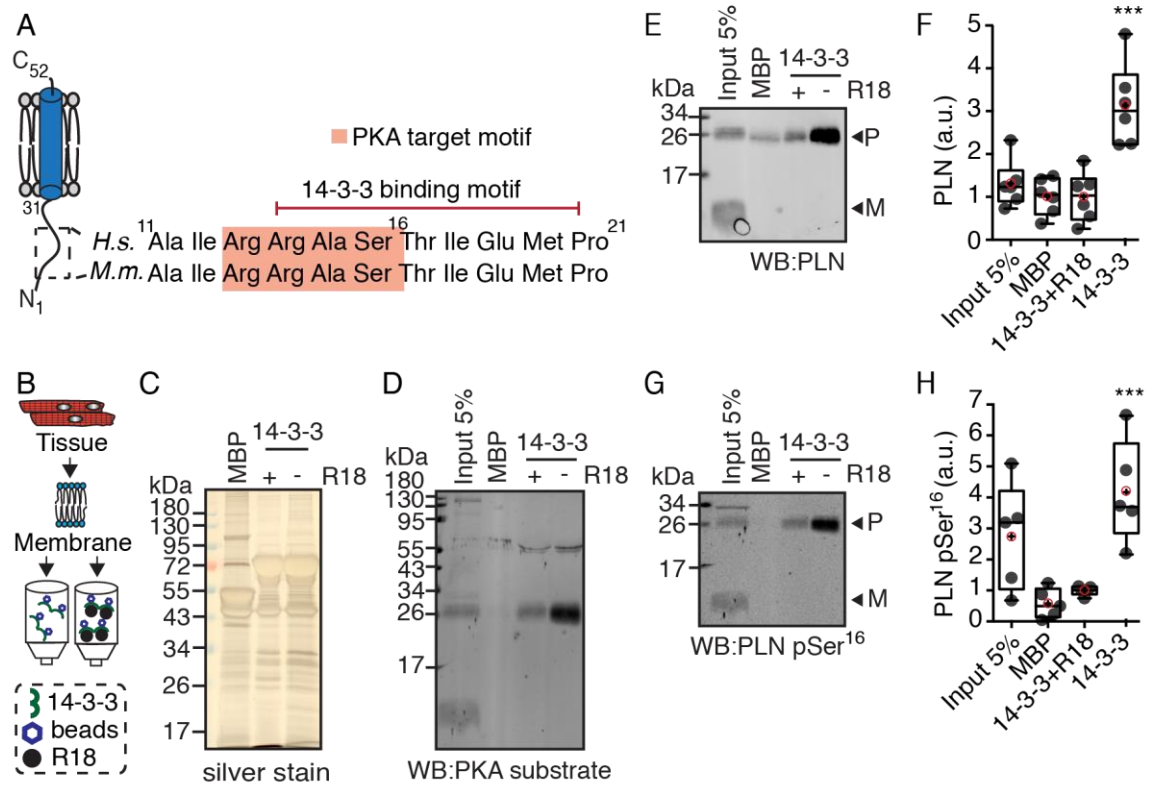 A
C52
31
N1
PKA target motif
14-3-3 binding motif
16
H.s. 11Ala Ile Arg Arg Ala Ser Thr Ile Glu Met Pro21
M.m. Ala Ile Arg Arg Ala Ser Thr Ile Glu Met Pro
B
Tissue
Membrane
14-3-3
beads
R18
C
MBP
14-3-3
+ - R18
kDa
180
130
95
72
55
43
34
26
17
silver stain
D
Input 5%
MBP
14-3-3
+ - R18
kDa
180
130
95
55
43
34
26
17
WB:PKA substrate
E
Input 5%
MBP
14-3-3
+ - R18
kDa
34
26
17
◄P
◄M
WB:PLN
F
***
PLN (a.u.)
5
4
3
2
1
0
Input 5%
MBP
14-3-3+R18
14-3-3
G
Input 5%
MBP
14-3-3
+ - R18
kDa
34
26
17
◄P
◄M
WB:PLN pSer16
H
***
PLN pSer16 (a.u.)
7
6
5
4
3
2
1
0
Input 5%
MBP
14-3-3+R18
14-3-3